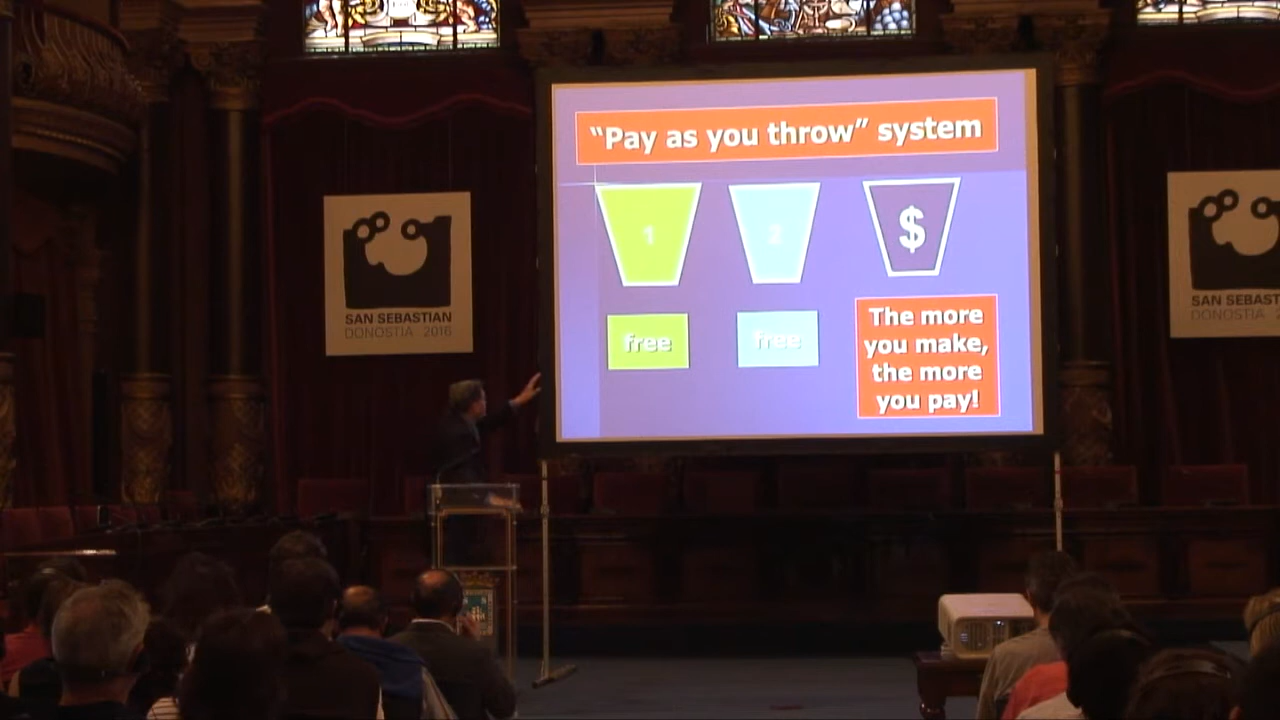 "Pay as you throw" system
1
2
$
free
free
The more
you make,
the more
you pay!
SAN SEBASTIAN
DONOSTIA 2016
SAN SEBAST
DONOSTIA 2